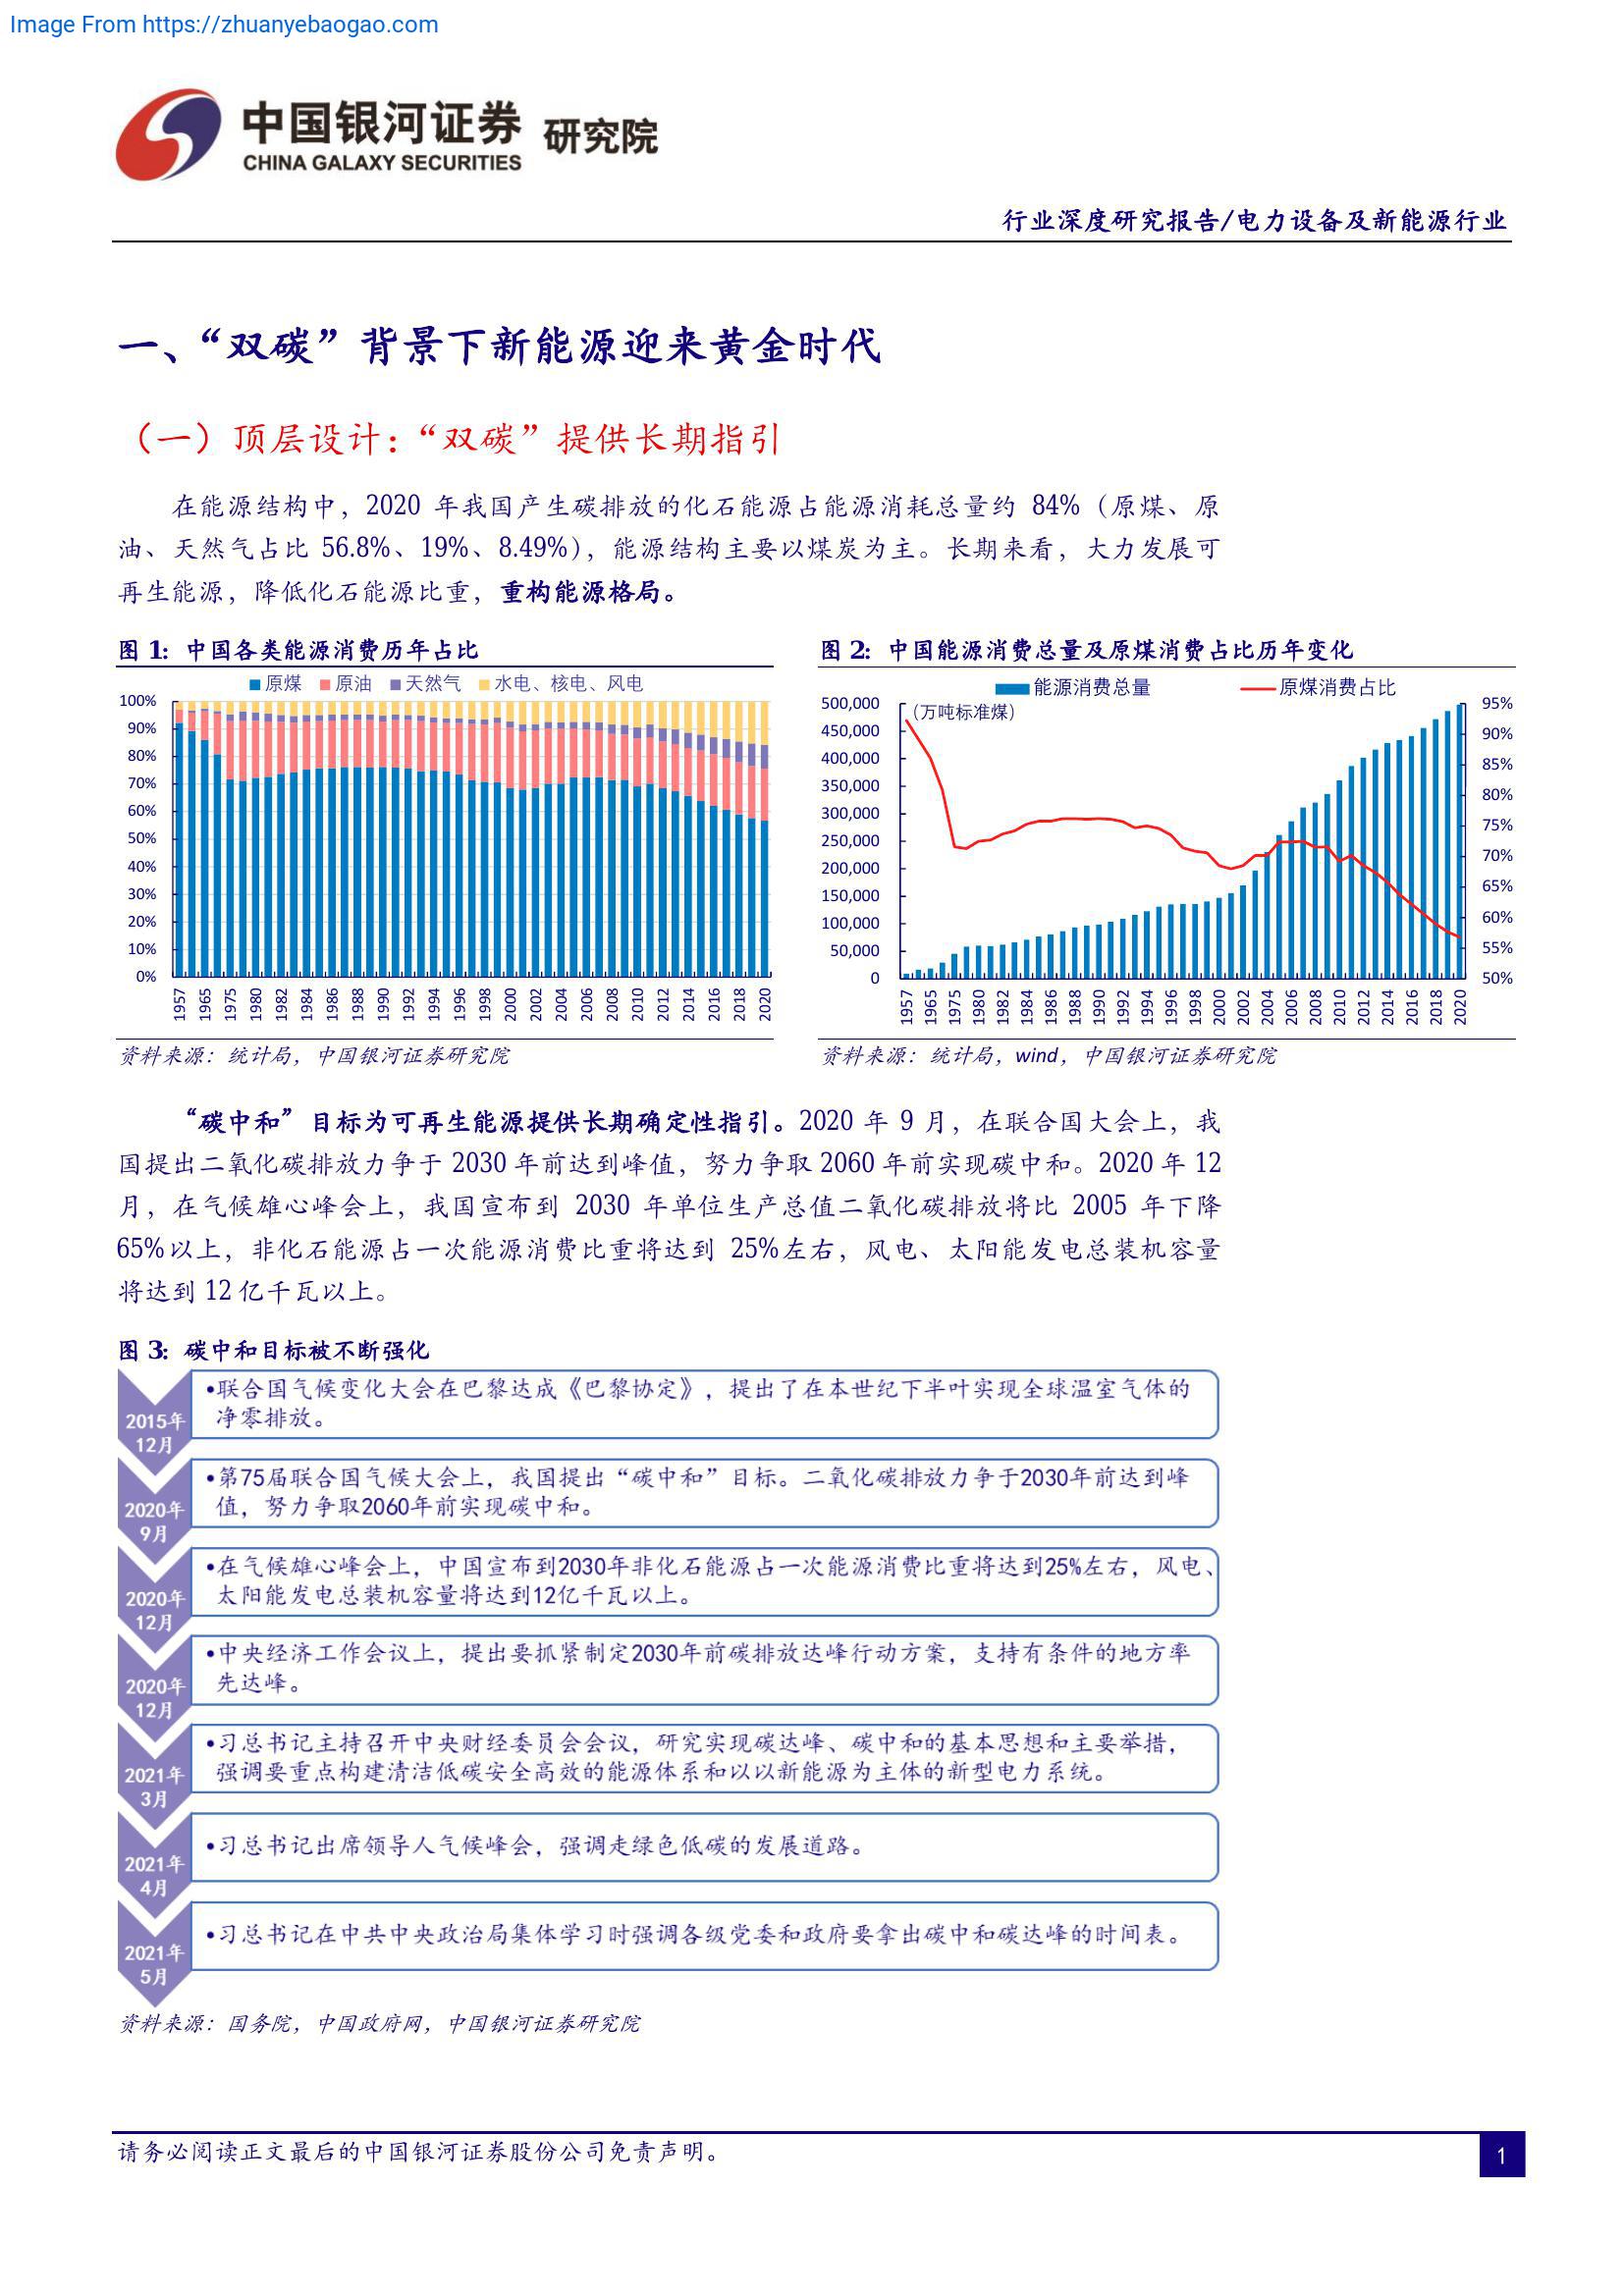 Image From https://zhuanyebaogao.com
中国银河证券 研究院
CHINA GALAXY SECURITIES
行业深度研究报告/电力设备及新能源行业
一、“双碳”背景下新能源迎来黄金时代
（一）顶层设计：“双碳”提供长期指引
在能源结构中，2020 年我国产生碳排放的化石能源占能源消耗总量约 84%（原煤、原
油、天然气占比 56.8%、19%、8.49%），能源结构主要以煤炭为主。长期来看，大力发展可
再生能源，降低化石能源比重，重构能源格局。
图 1：中国各类能源消费历年占比
原煤 原油 天然气 水电、核电、风电
100%
90%
80%
70%
60%
50%
40%
30%
20%
10%
0%
1957 1965 1975 1980 1982 1984 1986 1988 1990 1992 1994 1996 1998 2000 2002 2004 2006 2008 2010 2012 2014 2016 2018 2020
资料来源：统计局，中国银河证券研究院
图 2：中国能源消费总量及原煤消费占比历年变化
能源消费总量 原煤消费占比
（万吨标准煤）
500,000
450,000
400,000
350,000
300,000
250,000
200,000
150,000
100,000
50,000
0
95%
90%
85%
80%
75%
70%
65%
60%
55%
50%
1957 1965 1975 1980 1982 1984 1986 1988 1990 1992 1994 1996 1998 2000 2002 2004 2006 2008 2010 2012 2014 2016 2018 2020
资料来源：统计局，wind，中国银河证券研究院
“碳中和”目标为可再生能源提供长期确定性指引。2020 年 9 月，在联合国大会上，我
国提出二氧化碳排放力争于 2030 年前达到峰值，努力争取 2060 年前实现碳中和。2020 年 12
月，在气候雄心峰会上，我国宣布到 2030 年单位生产总值二氧化碳排放将比 2005 年下降
65%以上，非化石能源占一次能源消费比重将达到 25%左右，风电、太阳能发电总装机容量
将达到 12 亿千瓦以上。
图 3：碳中和目标被不断强化
2015年
12月
•联合国气候变化大会在巴黎达成《巴黎协定》，提出了在本世纪下半叶实现全球温室气体的
净零排放。
2020年
9月
•第75届联合国气候大会上，我国提出“碳中和”目标。二氧化碳排放力争于2030年前达到峰
值，努力争取2060年前实现碳中和。
2020年
12月
•在气候雄心峰会上，中国宣布到2030年非化石能源占一次能源消费比重将达到25%左右，风电、
太阳能发电总装机容量将达到12亿千瓦以上。
2020年
12月
•中央经济工作会议上，提出要抓紧制定2030年前碳排放达峰行动方案，支持有条件的地方率
先达峰。
2021年
3月
•习总书记主持召开中央财经委员会会议，研究实现碳达峰、碳中和的基本思想和主要举措，
强调要重点构建清洁低碳安全高效的能源体系和以以新能源为主体的新型电力系统。
2021年
4月
•习总书记出席领导人气候峰会，强调走绿色低碳的发展道路。
2021年
5月
•习总书记在中共中央政治局集体学习时强调各级党委和政府要拿出碳中和碳达峰的时间表。
资料来源：国务院，中国政府网，中国银河证券研究院
请务必阅读正文最后的中国银河证券股份公司免责声明。
1